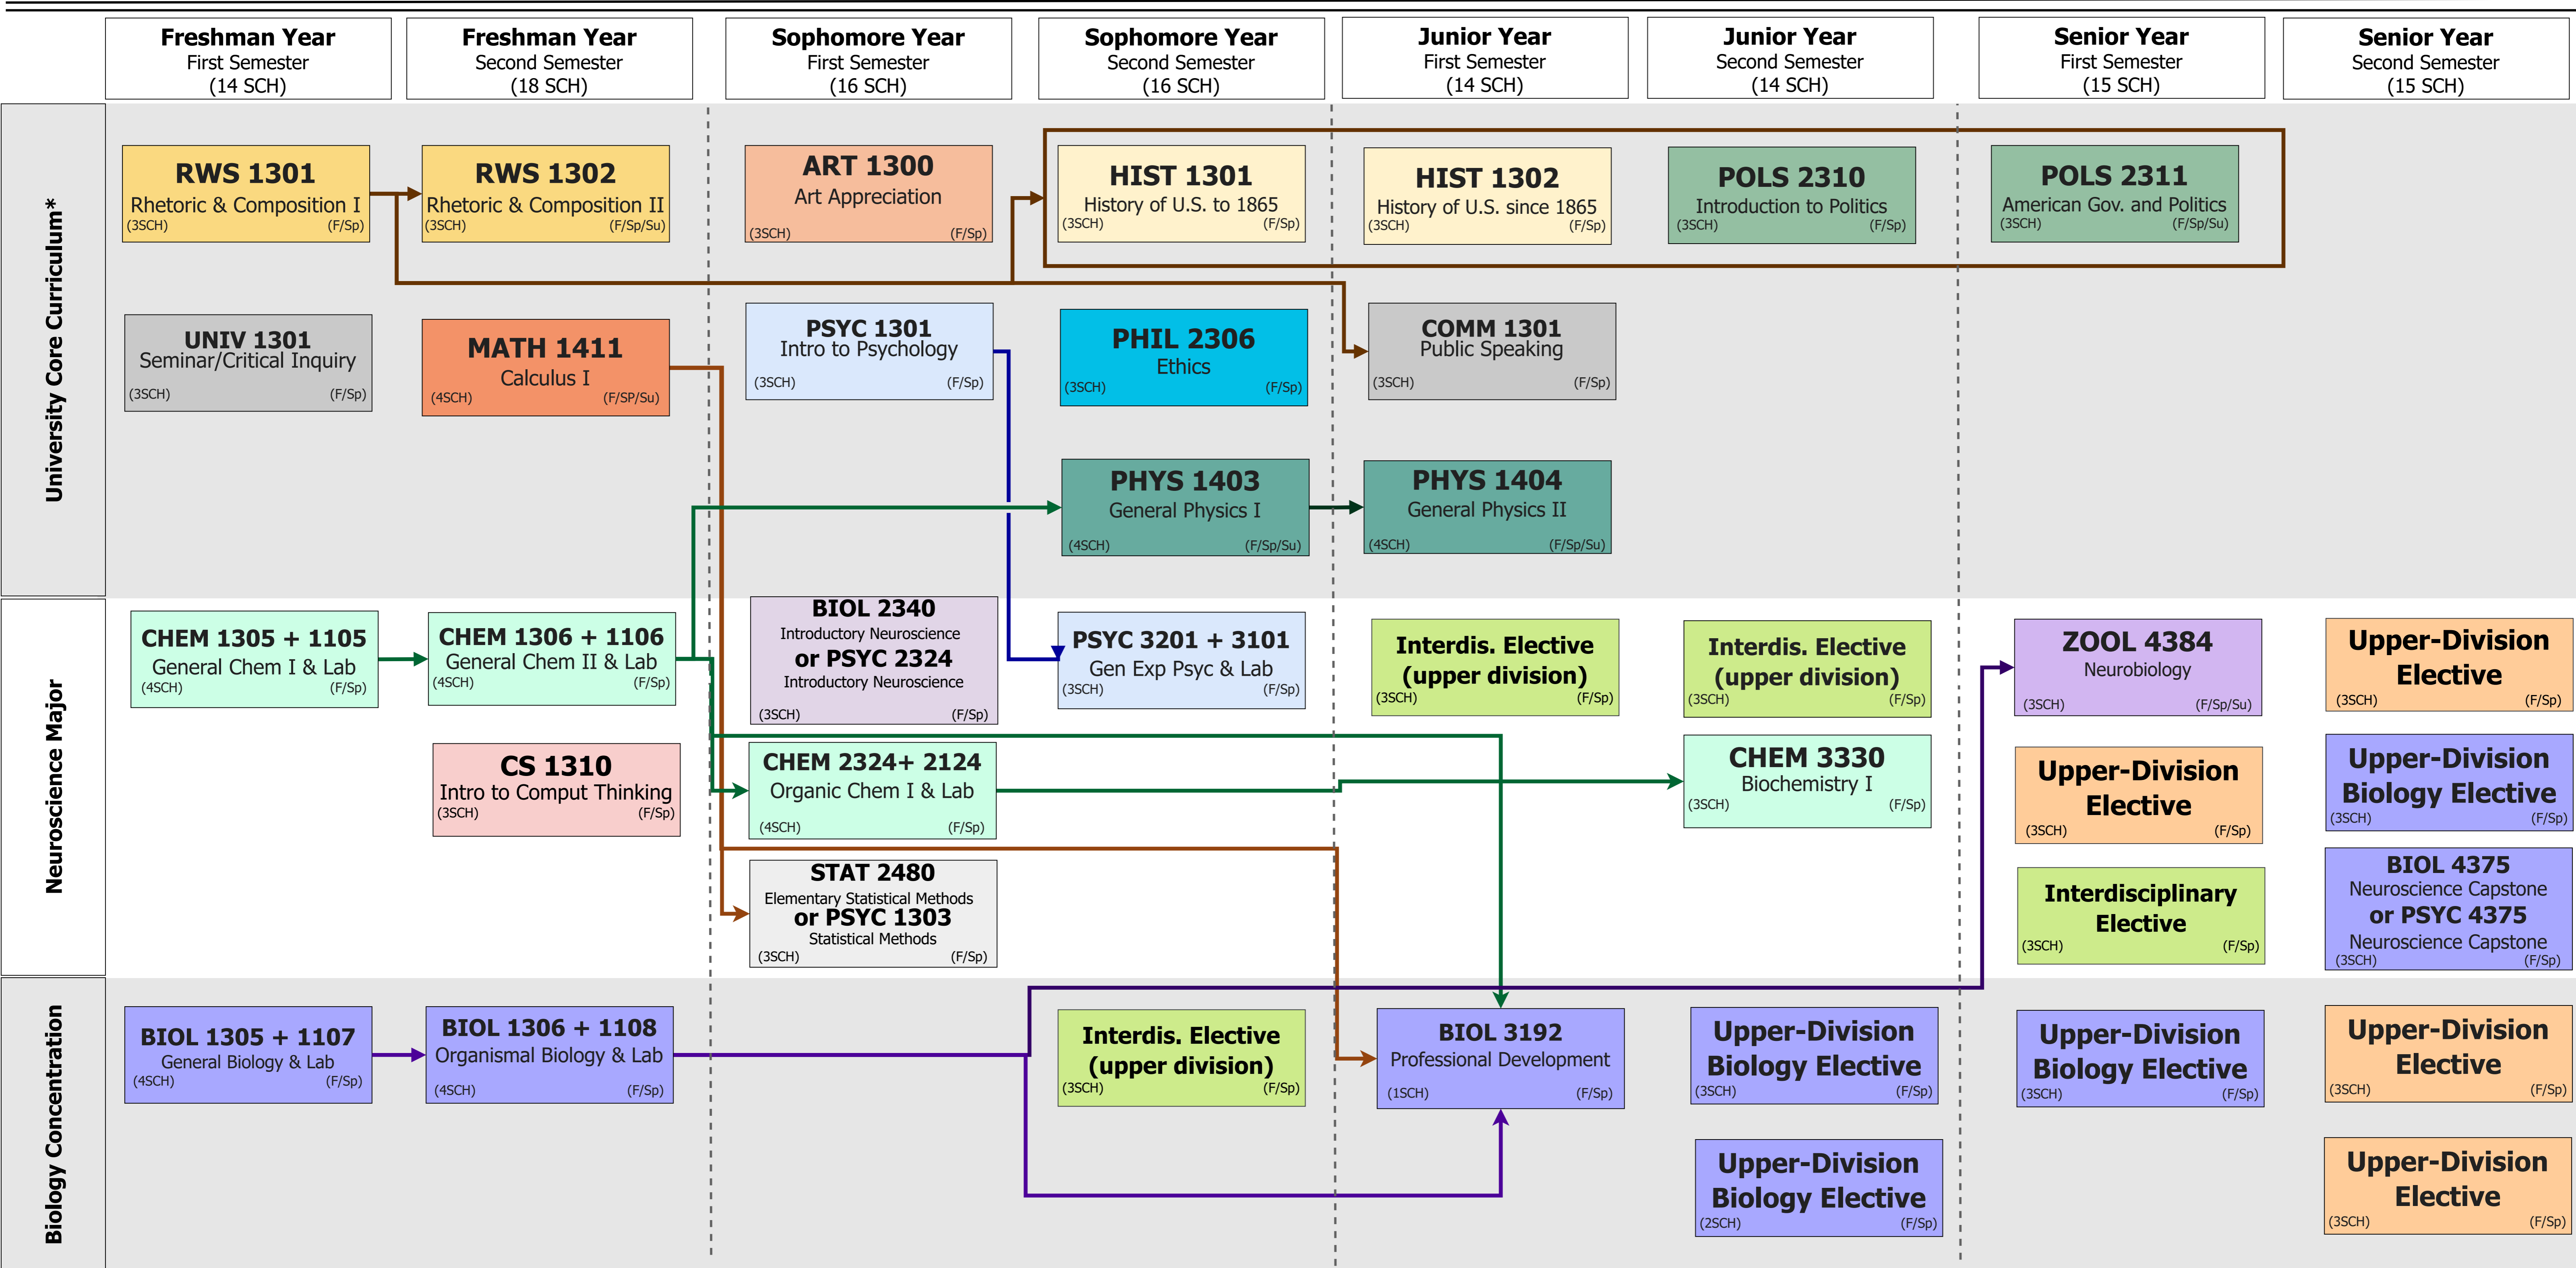 Freshman Year
First Semester
(14 SCH)
Freshman Year
Second Semester
(18 SCH)
Sophomore Year
First Semester
(16 SCH)
Sophomore Year
Second Semester
(16 SCH)
Junior Year
First Semester
(14 SCH)
Junior Year
Second Semester
(14 SCH)
Senior Year
First Semester
(15 SCH)
Senior Year
Second Semester
(15 SCH)
University Core Curriculum*
RWS 1301
Rhetoric & Composition I
(3SCH) (F/Sp)
RWS 1302
Rhetoric & Composition II
(3SCH) (F/Sp/Su)
ART 1300
Art Appreciation
(3SCH) (F/Sp)
HIST 1301
History of U.S. to 1865
(3SCH) (F/Sp)
HIST 1302
History of U.S. since 1865
(3SCH) (F/Sp)
POLS 2310
Introduction to Politics
(3SCH) (F/Sp)
POLS 2311
American Gov. and Politics
(3SCH) (F/Sp/Su)
UNIV 1301
Seminar/Critical Inquiry
(3SCH) (F/Sp)
MATH 1411
Calculus I
(4SCH) (F/SP/Su)
PSYC 1301
Intro to Psychology
(3SCH) (F/Sp)
PHIL 2306
Ethics
(3SCH) (F/Sp)
COMM 1301
Public Speaking
(3SCH) (F/Sp)
PHYS 1403
General Physics I
(4SCH) (F/Sp/Su)
PHYS 1404
General Physics II
(4SCH) (F/Sp/Su)
Neuroscience Major
CHEM 1305 + 1105
General Chem I & Lab
(4SCH) (F/Sp)
CHEM 1306 + 1106
General Chem II & Lab
(4SCH) (F/Sp)
BIOL 2340
Introductory Neuroscience
or PSYC 2324
Introductory Neuroscience
(3SCH) (F/Sp)
PSYC 3201 + 3101
Gen Exp Psyc & Lab
(3SCH) (F/Sp)
Interdis. Elective
(upper division)
(3SCH) (F/Sp)
Interdis. Elective
(upper division)
(3SCH) (F/Sp)
ZOOL 4384
Neurobiology
(3SCH) (F/Sp/Su)
Upper-Division
Elective
(3SCH) (F/Sp)
CS 1310
Intro to Comput Thinking
(3SCH) (F/Sp)
CHEM 2324+ 2124
Organic Chem I & Lab
(4SCH) (F/Sp)
CHEM 3330
Biochemistry I
(3SCH) (F/Sp)
Upper-Division
Elective
(3SCH) (F/Sp)
Upper-Division
Biology Elective
(3SCH) (F/Sp)
STAT 2480
Elementary Statistical Methods
or PSYC 1303
Statistical Methods
(3SCH) (F/Sp)
Interdisciplinary
Elective
(3SCH) (F/Sp)
BIOL 4375
Neuroscience Capstone
or PSYC 4375
Neuroscience Capstone
(3SCH) (F/Sp)
Biology Concentration
BIOL 1305 + 1107
General Biology & Lab
(4SCH) (F/Sp)
BIOL 1306 + 1108
Organismal Biology & Lab
(4SCH) (F/Sp)
Interdis. Elective
(upper division)
(3SCH) (F/Sp)
BIOL 3192
Professional Development
(1SCH) (F/Sp)
Upper-Division
Biology Elective
(3SCH) (F/Sp)
Upper-Division
Biology Elective
(3SCH) (F/Sp)
Upper-Division
Elective
(3SCH) (F/Sp)
Upper-Division
Biology Elective
(2SCH) (F/Sp)
Upper-Division
Elective
(3SCH) (F/Sp)